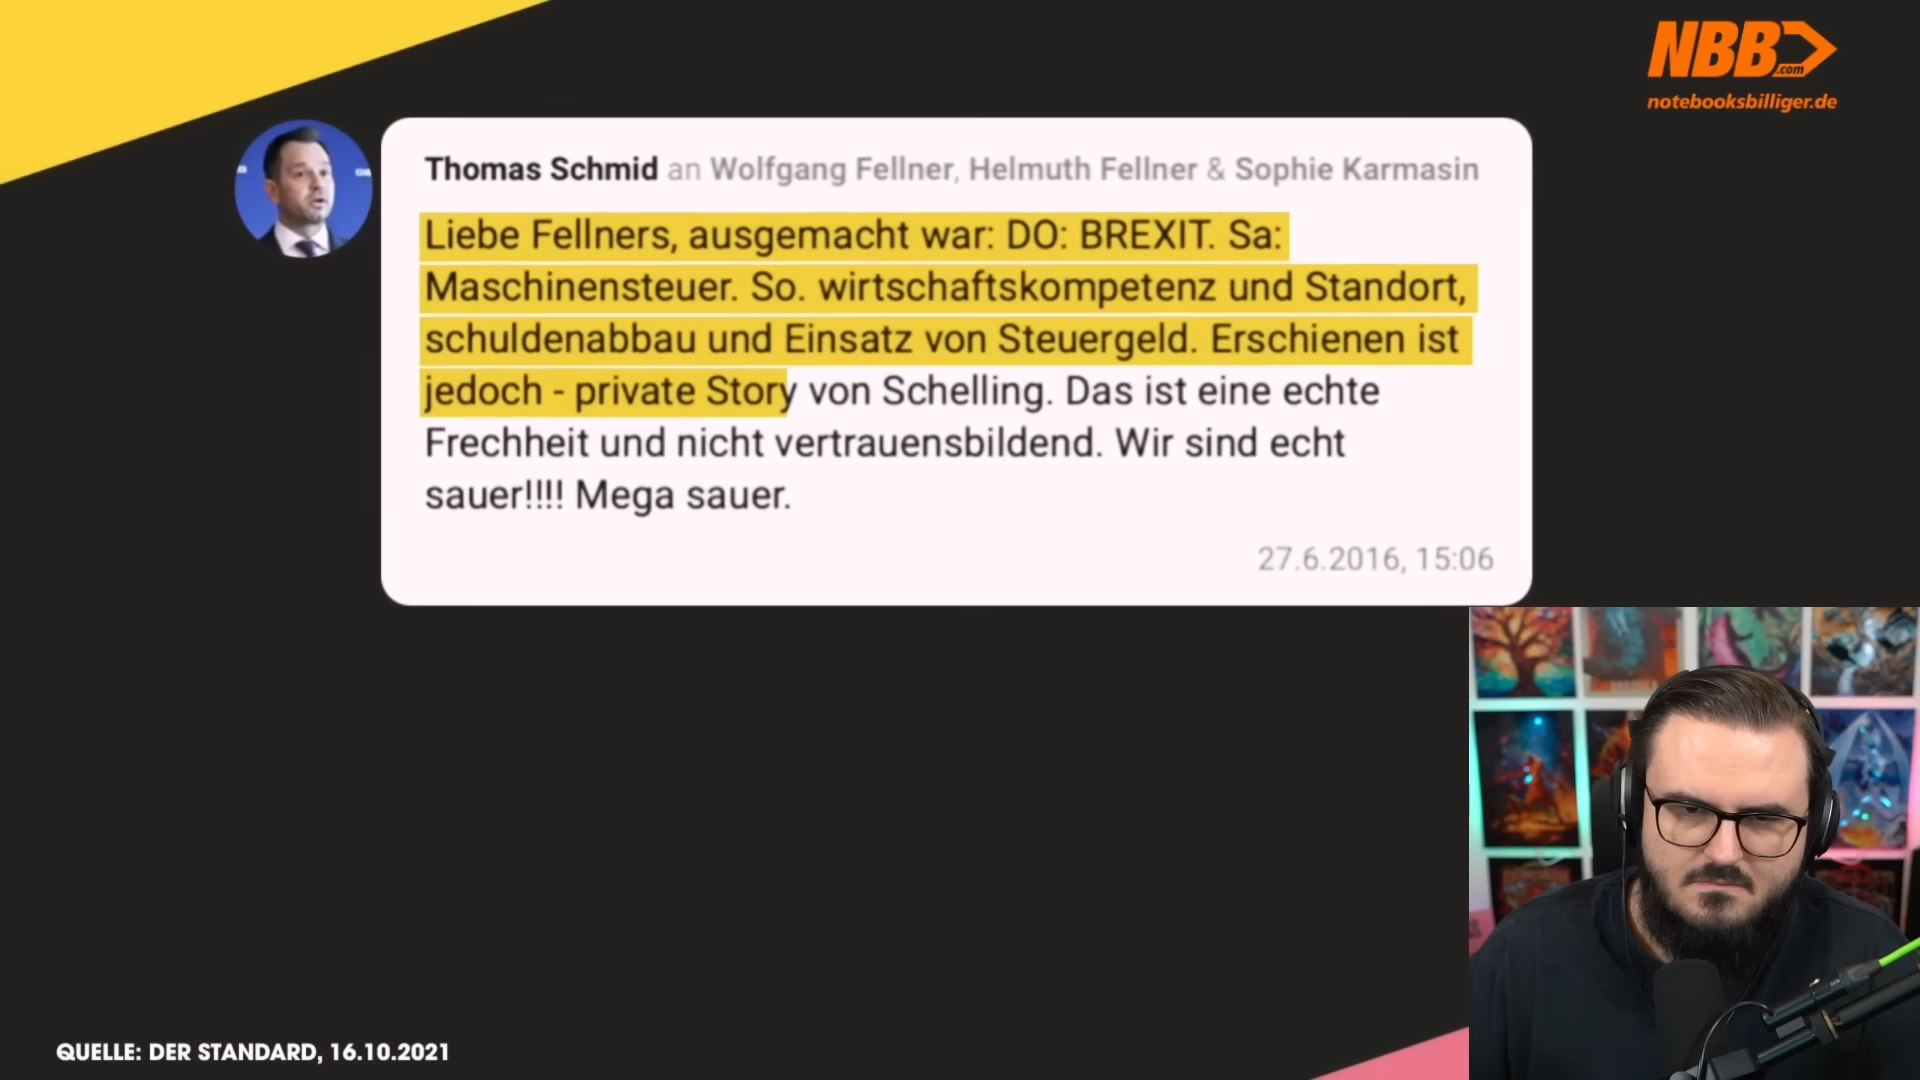 NBB
.com
notebooksbilliger.de
Thomas Schmid an Wolfgang Fellner, Helmuth Fellner & Sophie Karmasin
Liebe Fellners, ausgemacht war: DO: BREXIT. Sa:
Maschinensteuer. So. wirtschaftskompetenz und Standort,
schuldenabbau und Einsatz von Steuergeld. Erschienen ist
jedoch - private Story von Schelling. Das ist eine echte
Frechheit und nicht vertrauensbildend. Wir sind echt
sauer!!!! Mega sauer.
27.6.2016, 15:06
QUELLE: DER STANDARD, 16.10.2021